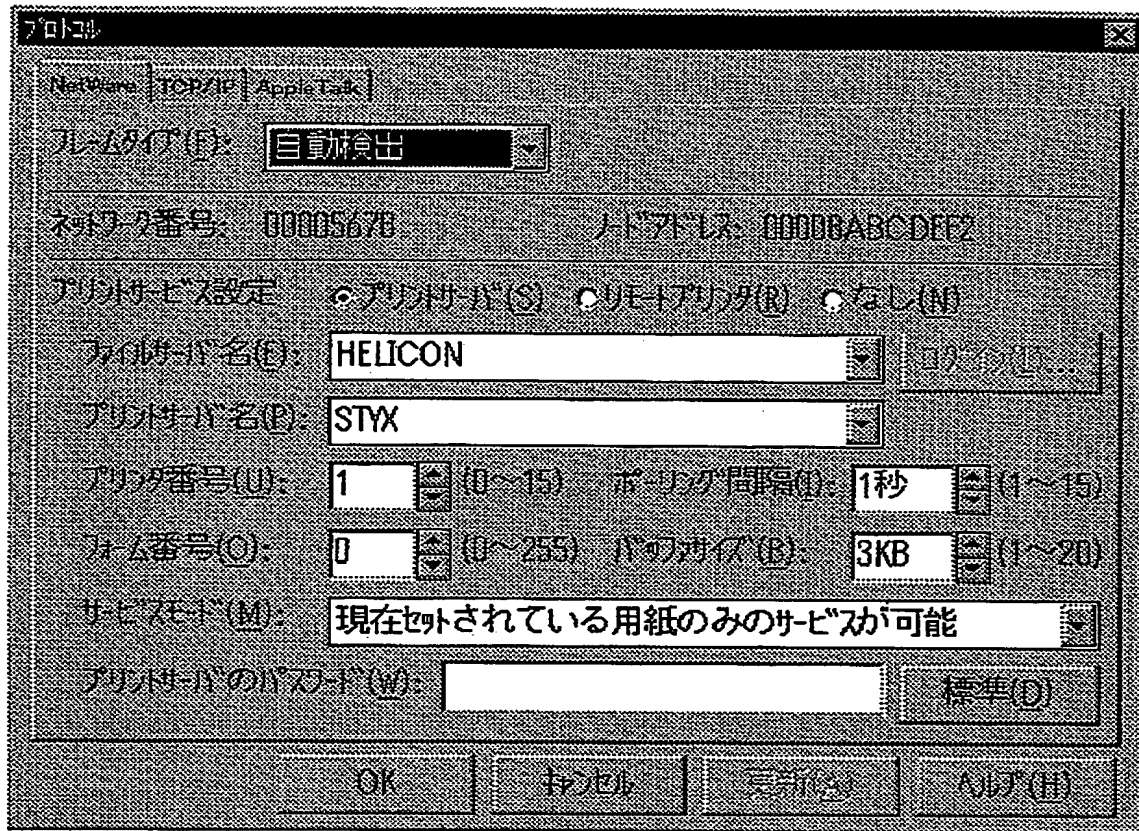 プロトコル
NetWare TCP/IP AppleTalk
フレームタイプ(F): 自動検出
ネットワーク番号: 00005678 ノードアドレス: 00008ABCDEF2
プリントサービス設定 プリントサーバ(S) リモートプリンタ(R) なし(N)
ファイルサーバ名(E): HELICON ログイン(L)...
プリントサーバ名(P): STYX
プリンタ番号(U): 1 (0～15) ポーリング間隔(I): 1秒 (1～15)
フォーム番号(O): 0 (0～255) バッファサイズ(B): 3KB (1～20)
サービスモード(M): 現在セットされている用紙のみのサービスが可能
プリントサーバのパスワード(W): 標準(D)
OK キャンセル 更新(A) ヘルプ(H)